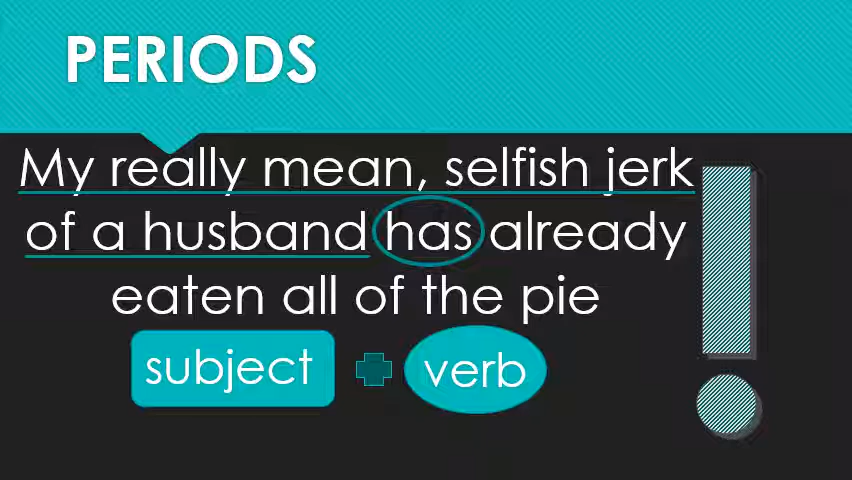 PERIODS
My really mean, selfish jerk
of a husband has already
eaten all of the pie
subject
verb
!